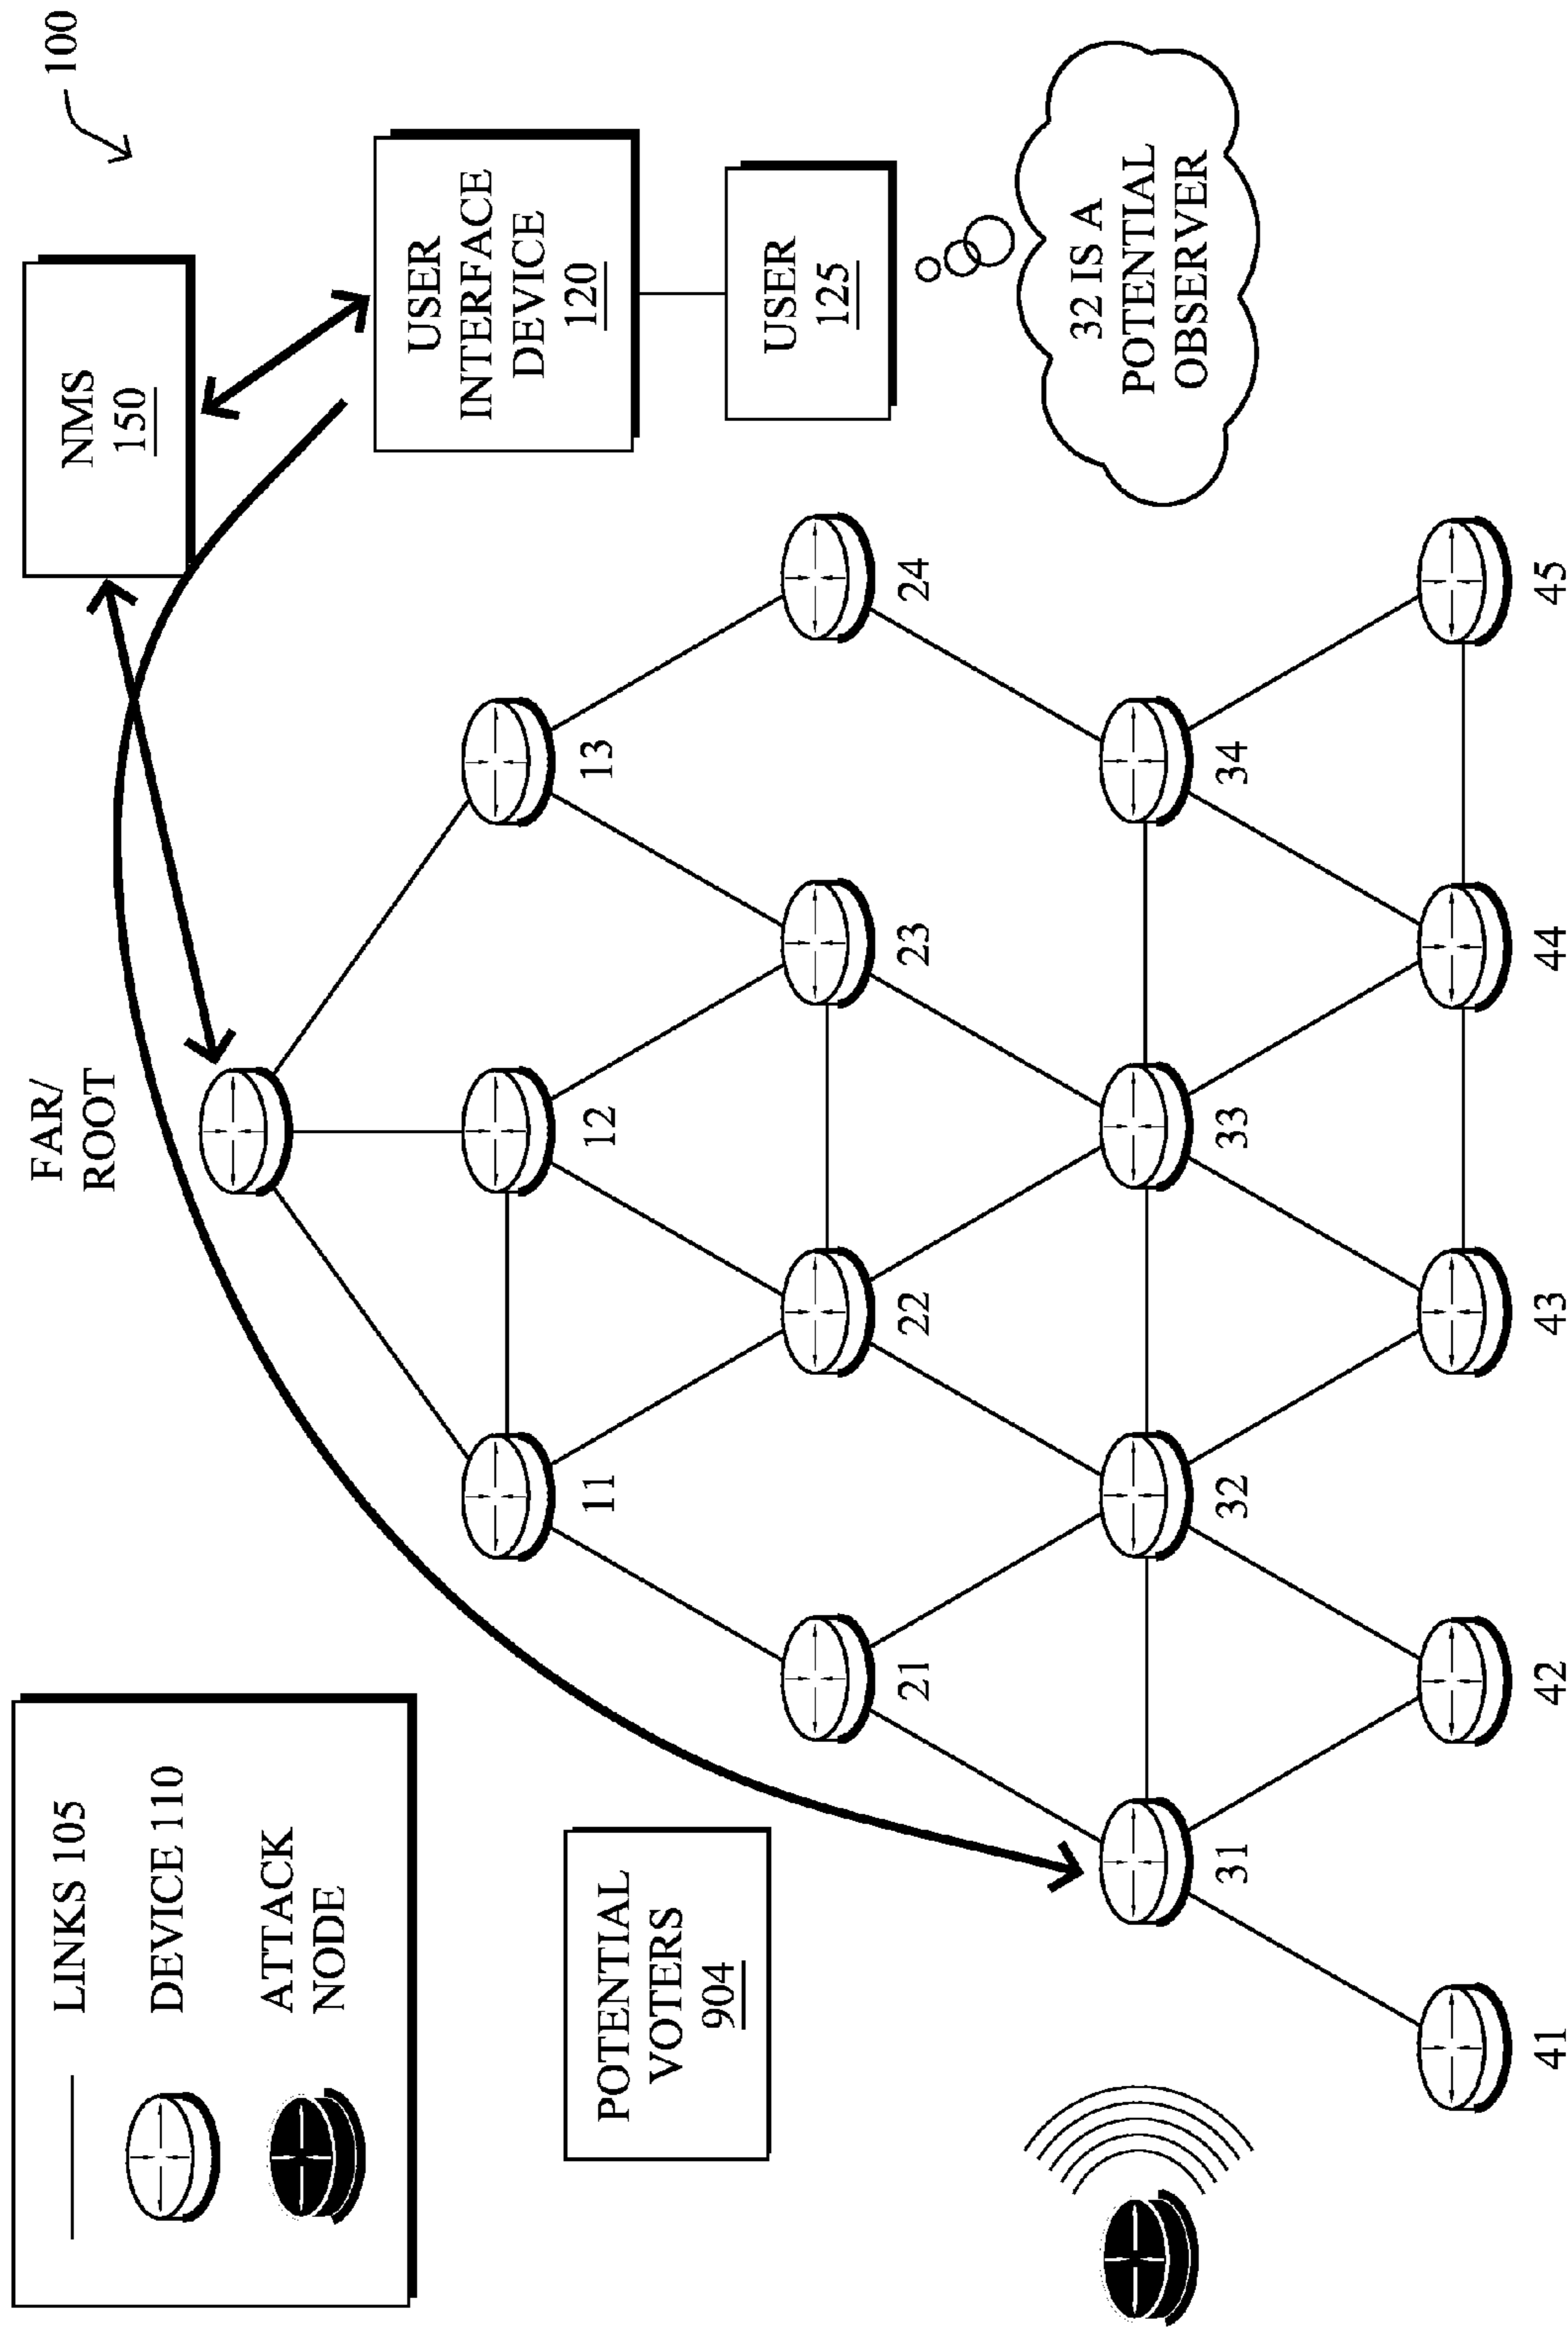 100
LINKS 105
DEVICE 110
ATTACK
NODE
FAR/
ROOT
NMS
150
POTENTIAL
VOTERS
904
USER
INTERFACE
DEVICE
120
USER
125
32 IS A
POTENTIAL
OBSERVER
11
12
13
21
22
23
24
31
32
33
34
41
42
43
44
45